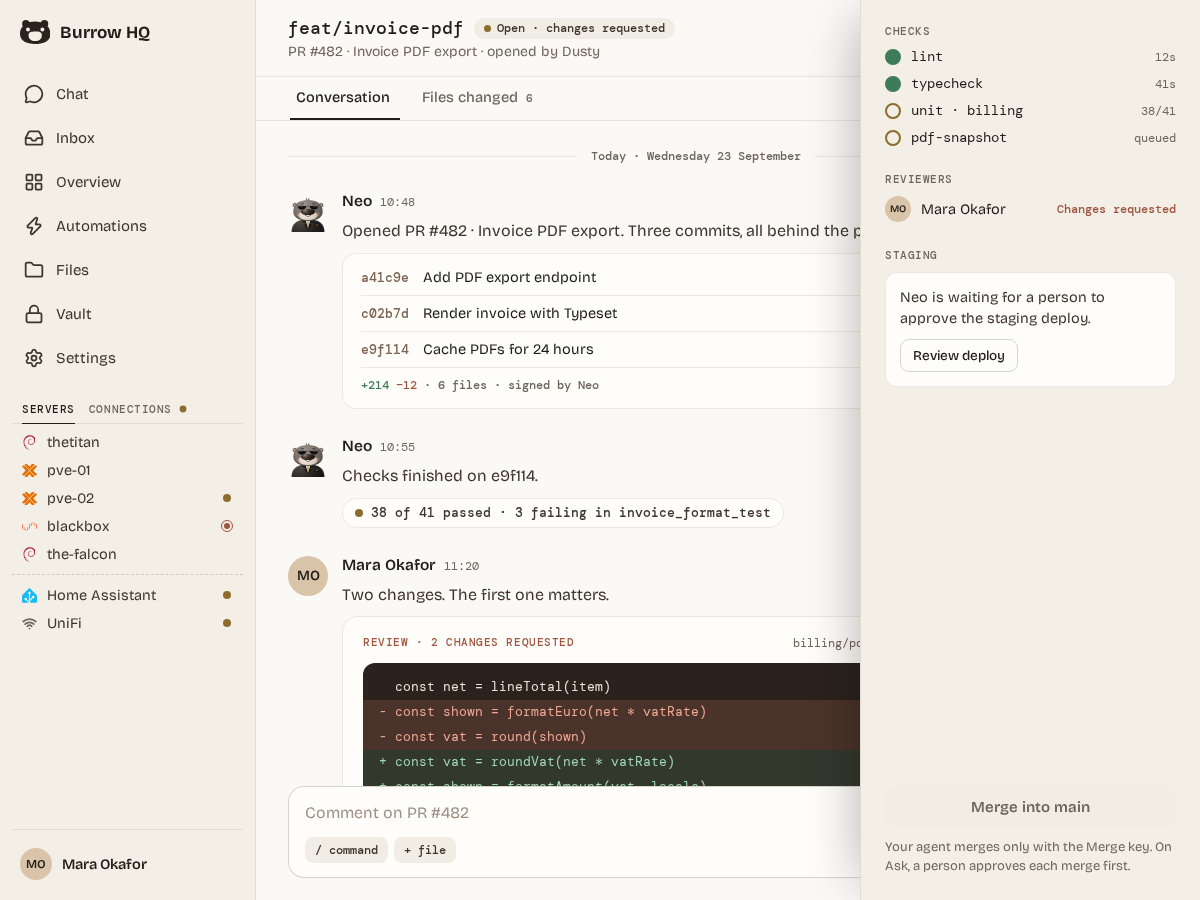 Burrow HQ
Chat
Inbox
Overview
Automations
Files
Vault
Settings
SERVERS CONNECTIONS
thetitan
pve-01
pve-02
blackbox
the-falcon
Home Assistant
UniFi
MO Mara Okafor
feat/invoice-pdf Open · changes requested
PR #482 · Invoice PDF export · opened by Dusty
Conversation Files changed 6
Today · Wednesday 23 September
Neo 10:48
Opened PR #482 · Invoice PDF export. Three commits, all behind the
a41c9e Add PDF export endpoint
c02b7d Render invoice with Typeset
e9f114 Cache PDFs for 24 hours
+214 −12 · 6 files · signed by Neo
Neo 10:55
Checks finished on e9f114.
38 of 41 passed · 3 failing in invoice_format_test
MO Mara Okafor 11:20
Two changes. The first one matters.
REVIEW · 2 CHANGES REQUESTED billing/
const net = lineTotal(item)
- const shown = formatEuro(net * vatRate)
- const vat = round(shown)
+ const vat = roundVat(net * vatRate)
Comment on PR #482
/ command + file
CHECKS
lint 12s
typecheck 41s
unit · billing 38/41
pdf-snapshot queued
REVIEWERS
MO Mara Okafor Changes requested
STAGING
Neo is waiting for a person to
approve the staging deploy.
Review deploy
Merge into main
Your agent merges only with the Merge key. On
Ask, a person approves each merge first.